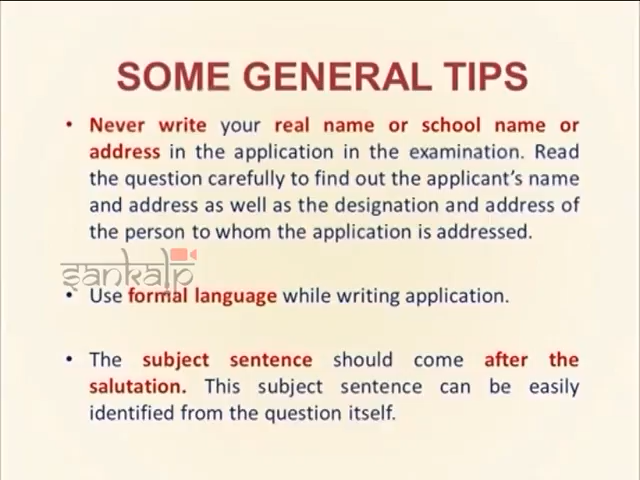 SOME GENERAL TIPS
• Never write your real name or school name or
address in the application in the examination. Read
the question carefully to find out the applicant's name
and address as well as the designation and address of
the person to whom the application is addressed.
sankalp
• Use formal language while writing application.
• The subject sentence should come after the
salutation. This subject sentence can be easily
identified from the question itself.